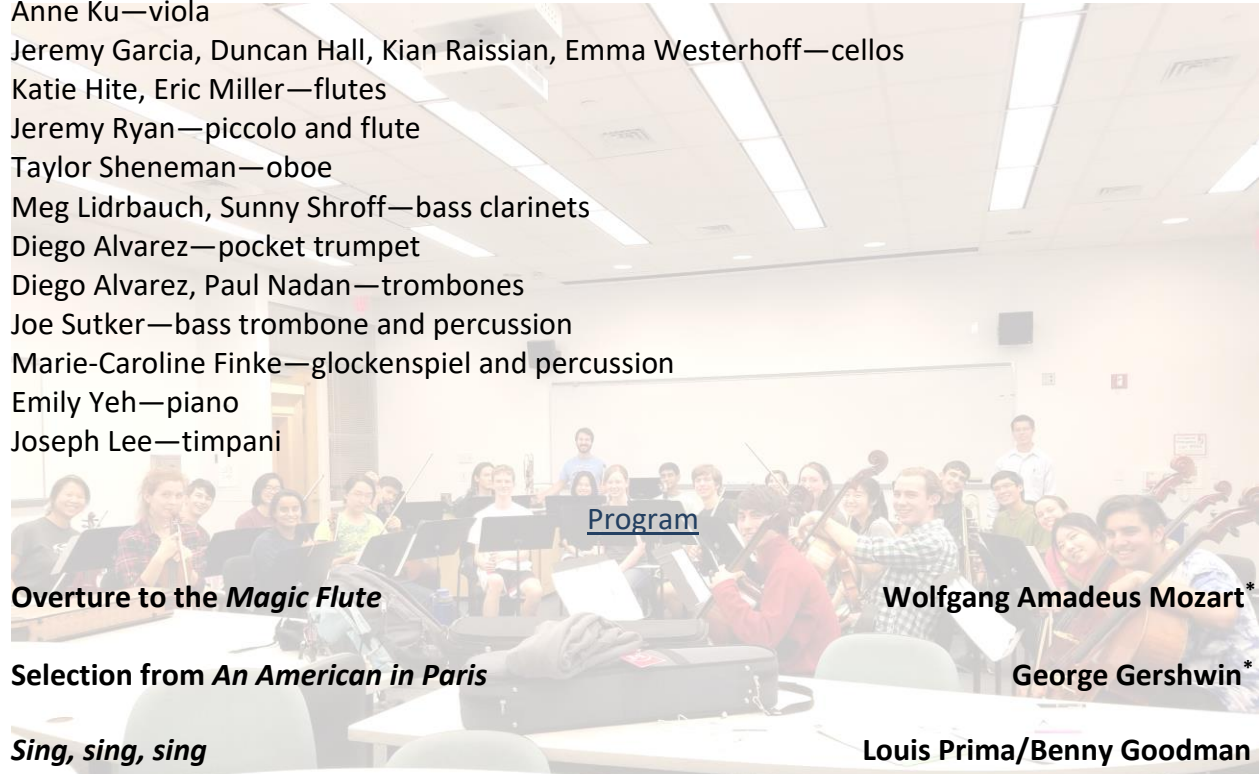 Anne Ku—viola
Jeremy Garcia, Duncan Hall, Kian Raissian, Emma Westerhoff—cellos
Katie Hite, Eric Miller—flutes
Jeremy Ryan—piccolo and flute
Taylor Sheneman—oboe
Meg Lidrbauch, Sunny Shroff—bass clarinets
Diego Alvarez—pocket trumpet
Diego Alvarez, Paul Nadan—trombones
Joe Sutker—bass trombone and percussion
Marie-Caroline Finke—glockenspiel and percussion
Emily Yeh—piano
Joseph Lee—timpani
Program
Overture to the Magic Flute Wolfgang Amadeus Mozart*
Selection from An American in Paris George Gershwin*
Sing, sing, sing Louis Prima/Benny Goodman